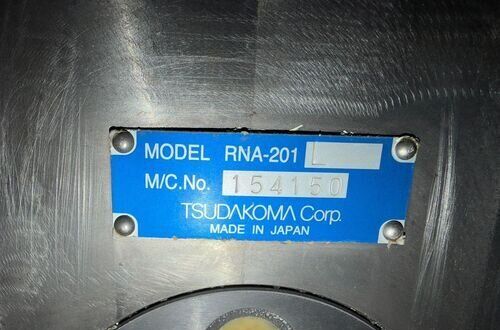 MODEL RNA-201 L
M/C.No. 154150
TSUDAKOMA Corp.
MADE IN JAPAN